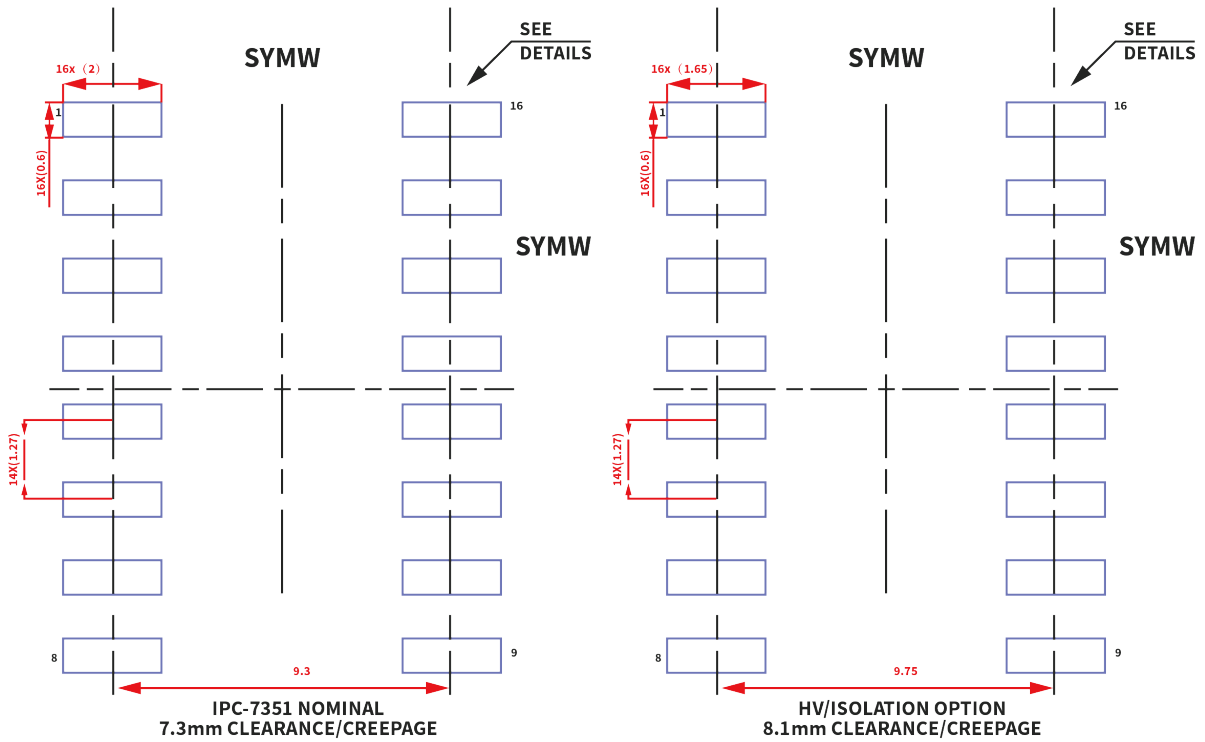 SEE
DETAILS
SYMW
16x（2）
1
16
16X(0.6)
SYMW
14X(1.27)
8
9
9.3
IPC-7351 NOMINAL
7.3mm CLEARANCE/CREEPAGE
SEE
DETAILS
SYMW
16x（1.65）
1
16
16X(0.6)
SYMW
14X(1.27)
8
9
9.75
HV/ISOLATION OPTION
8.1mm CLEARANCE/CREEPAGE